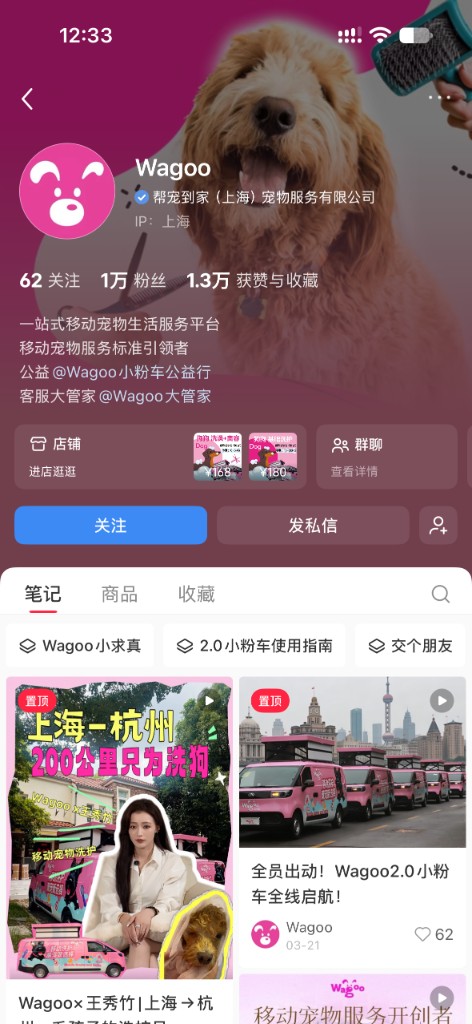 12:33
Wagoo
帮宠到家（上海）宠物服务有限公司
IP：上海
62 关注 1万 粉丝 1.3万 获赞与收藏
一站式移动宠物生活服务平台
移动宠物服务标准引领者
公益@Wagoo小粉车公益行
客服大管家@Wagoo大管家
店铺
进店逛逛
¥168
¥180
群聊
查看详情
关注
发私信
笔记 商品 收藏
Wagoo小求真
2.0小粉车使用指南
交个朋友
置顶
上海-杭州
200公里只为洗狗
移动宠物洗护
置顶
全员出动！Wagoo2.0小粉
车全线启航！
Wagoo
03-21
62
Wagoo×王秀竹|上海→杭
Wagoo
移动宠物服务开创者